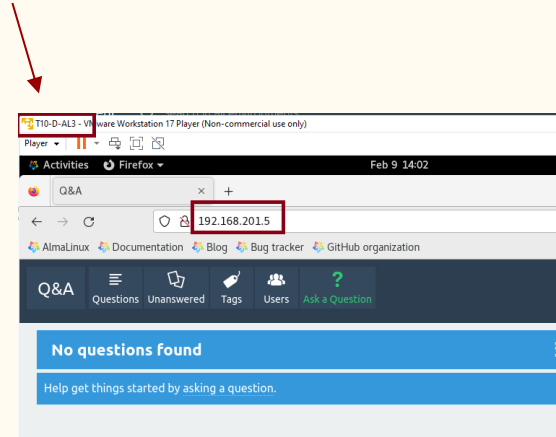 T10-D-AL3 - VMware Workstation 17 Player (Non-commercial use only)
Player
Activities Firefox Feb 9 14:02
Q&A × +
192.168.201.5
AlmaLinux Documentation Blog Bug tracker GitHub organization
Q&A Questions Unanswered Tags Users Ask a Question
No questions found
Help get things started by asking a question.